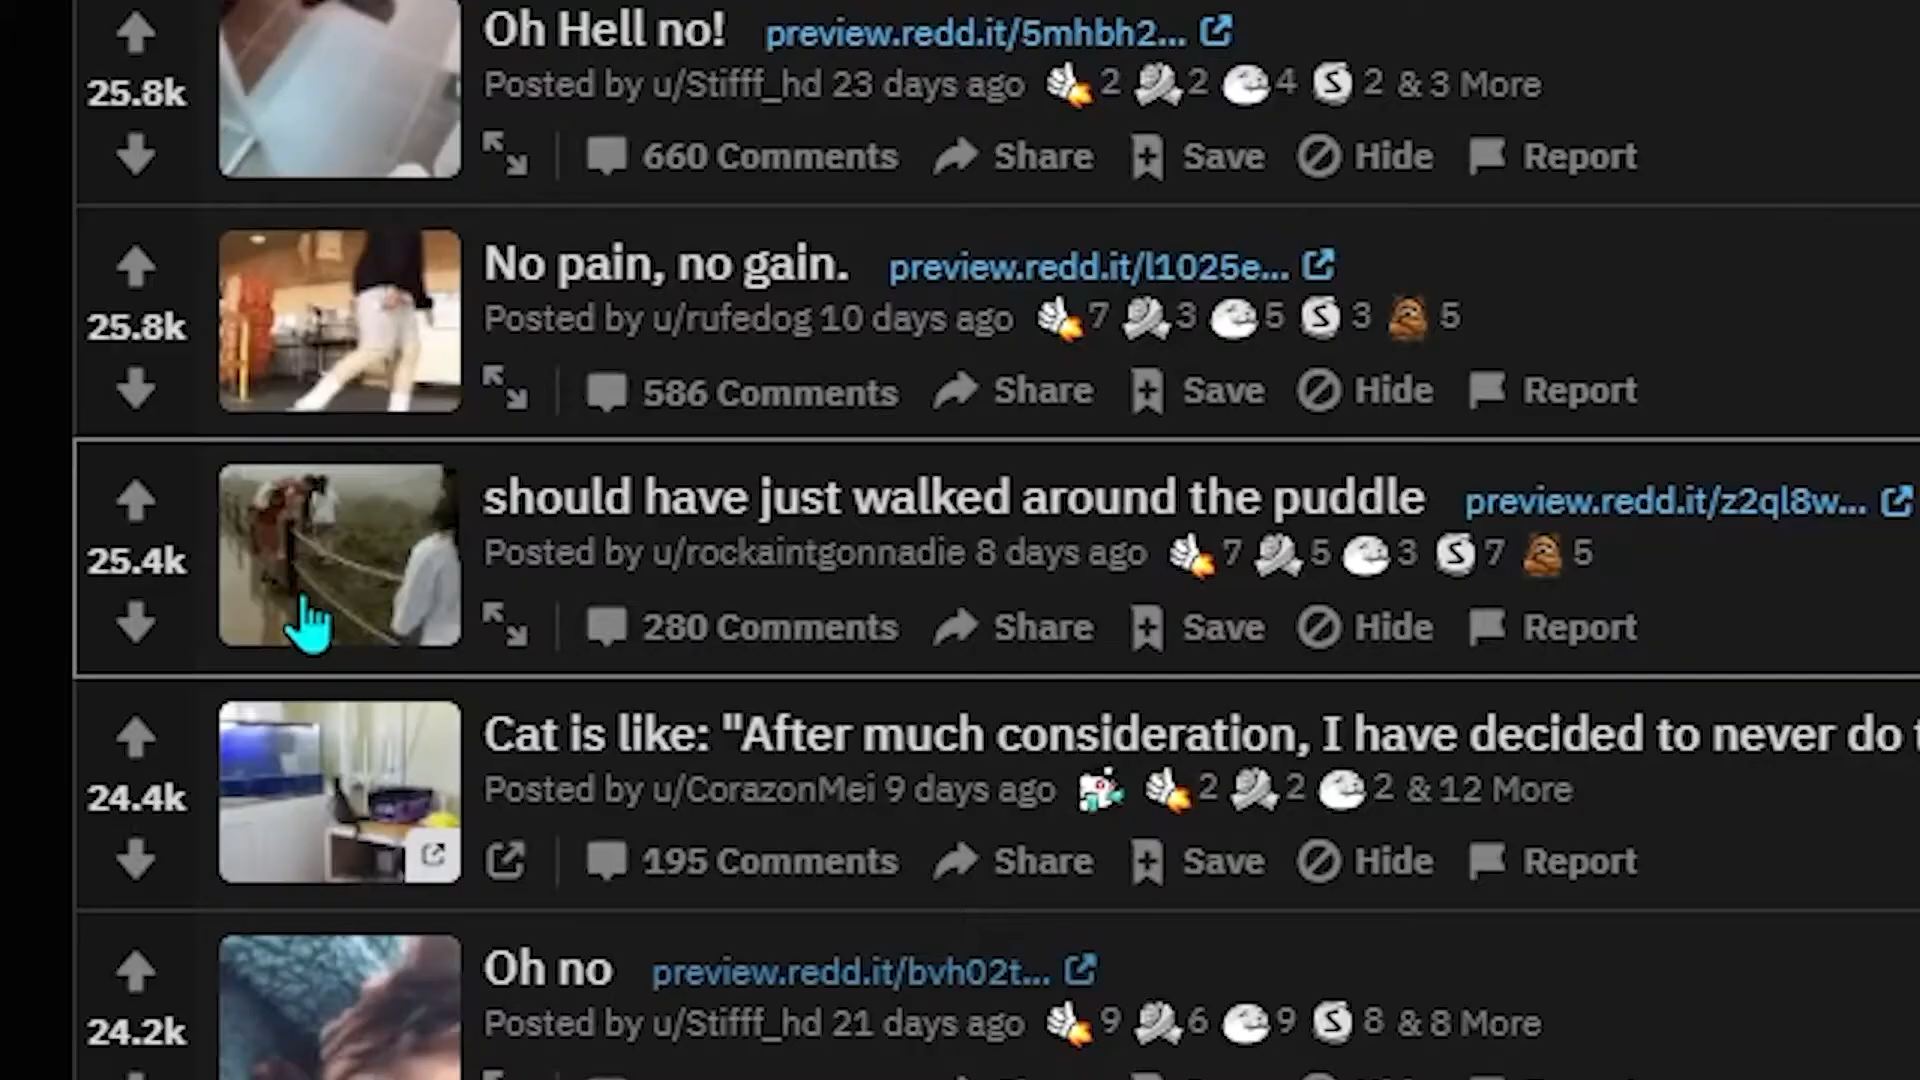 Oh Hell no! preview.redd.it/5mhbh2...
25.8k
Posted by u/Stifff_hd 23 days ago 2 2 4 2 & 3 More
660 Comments Share Save Hide Report
No pain, no gain. preview.redd.it/l1025e...
25.8k
Posted by u/rufedog 10 days ago 7 3 5 3 5
586 Comments Share Save Hide Report
should have just walked around the puddle preview.redd.it/z2ql8w...
25.4k
Posted by u/rockaintgonnadie 8 days ago 7 5 3 7 5
280 Comments Share Save Hide Report
Cat is like: "After much consideration, I have decided to never do
24.4k
Posted by u/CorazonMei 9 days ago 2 2 2 & 12 More
195 Comments Share Save Hide Report
Oh no preview.redd.it/bvh02t...
24.2k
Posted by u/Stifff_hd 21 days ago 9 6 9 8 & 8 More